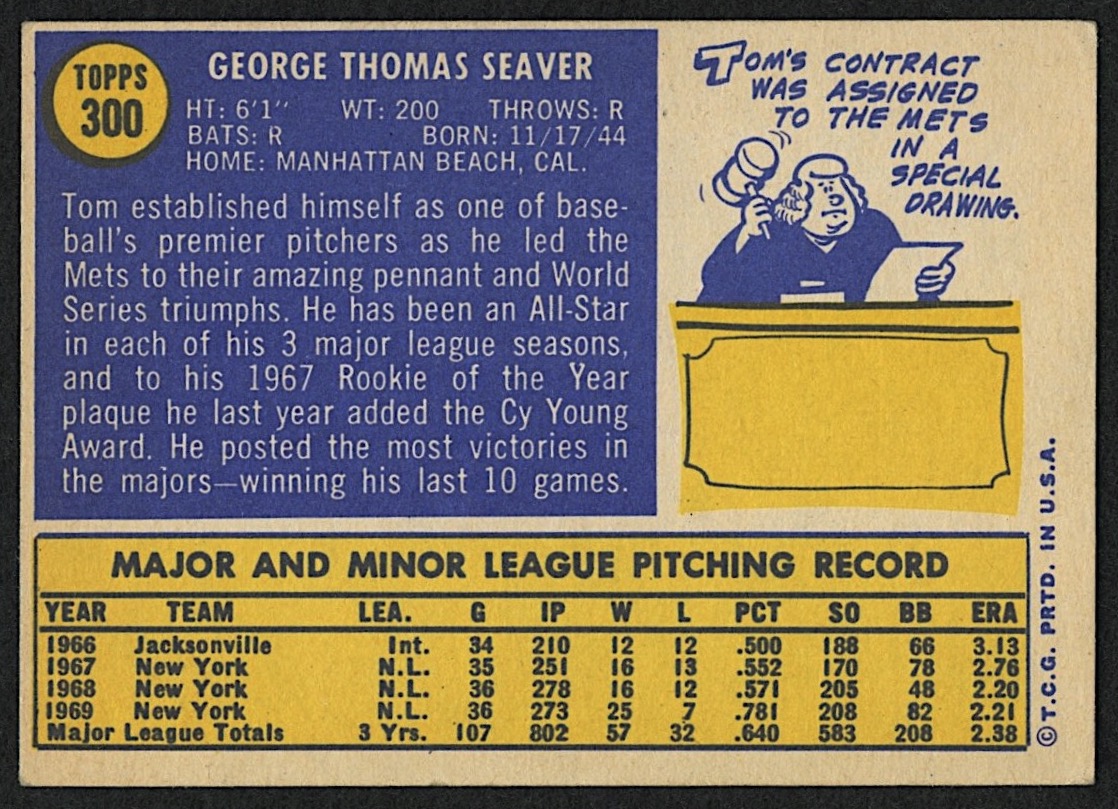 TOPPS
300
GEORGE THOMAS SEAVER
HT: 6'1" WT: 200 THROWS: R
BATS: R BORN: 11/17/44
HOME: MANHATTAN BEACH, CAL.
Tom established himself as one of base-
ball's premier pitchers as he led the
Mets to their amazing pennant and World
Series triumphs. He has been an All-Star
in each of his 3 major league seasons,
and to his 1967 Rookie of the Year
plaque he last year added the Cy Young
Award. He posted the most victories in
the majors—winning his last 10 games.
TOM'S CONTRACT
WAS ASSIGNED
TO THE METS
IN A
SPECIAL
DRAWING.
MAJOR AND MINOR LEAGUE PITCHING RECORD
YEAR TEAM LEA. G IP W L PCT SO BB ERA
1966 Jacksonville Int. 34 210 12 12 .500 188 66 3.13
1967 New York N.L. 35 251 16 13 .552 170 78 2.76
1968 New York N.L. 36 278 16 12 .571 205 48 2.20
1969 New York N.L. 36 273 25 7 .781 208 82 2.21
Major League Totals 3 Yrs. 107 802 57 32 .640 583 208 2.38
©T.C.G. PRTD. IN U.S.A.